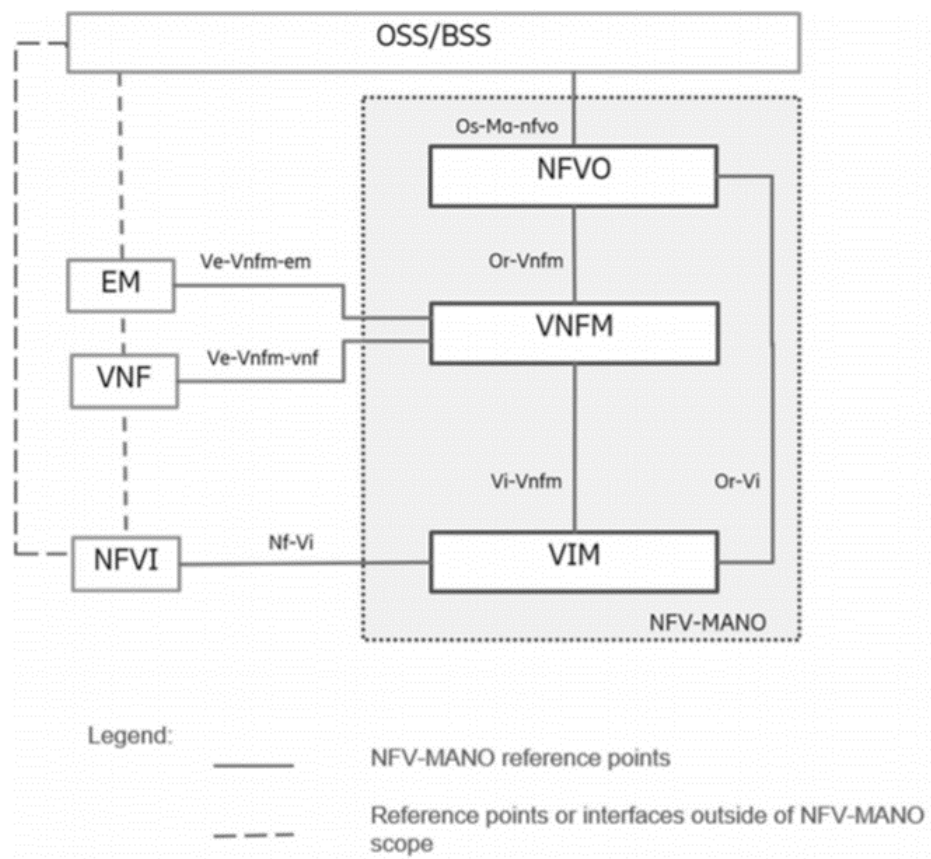 OSS/BSS
Os-Ma-nfvo
NFVO
Ve-Vnfm-em
Or-Vnfm
EM
VNFM
Ve-Vnfm-vnf
VNF
Vi-Vnfm
Or-Vi
Nf-Vi
NFVI
VIM
NFV-MANO
Legend:
NFV-MANO reference points
Reference points or interfaces outside of NFV-MANO
scope